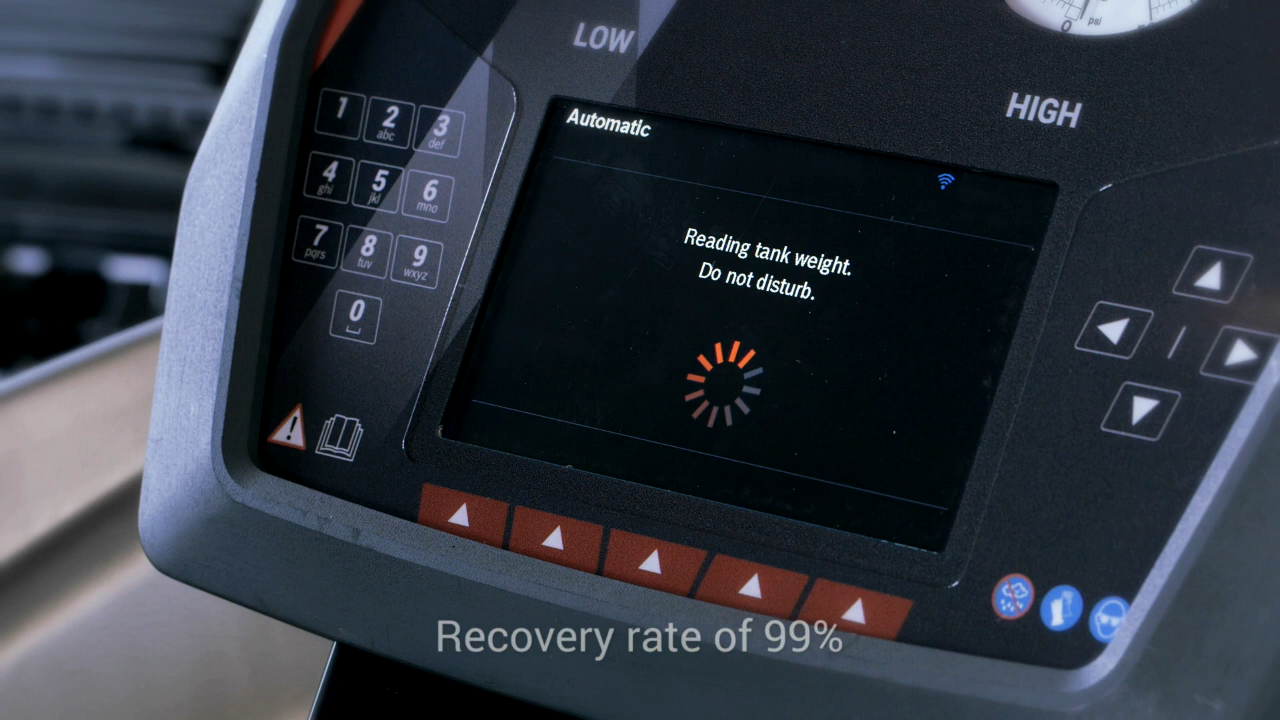 0
psi
LOW
HIGH
1
2
abc
3
def
4
ghi
5
jkl
6
mno
7
pqrs
8
tuv
9
wxyz
0
Automatic
Reading tank weight.
Do not disturb.
Recovery rate of 99%